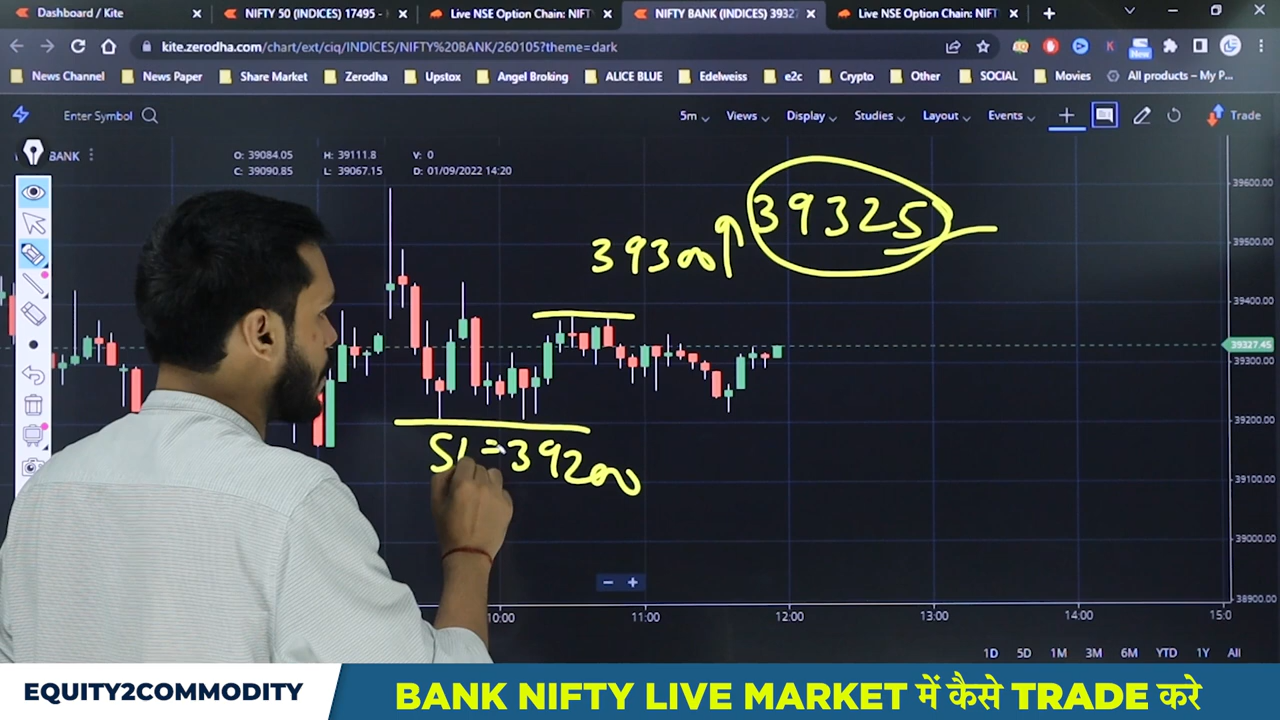 Dashboard / Kite
NIFTY 50 (INDICES) 17495 -
Live NSE Option Chain: NIFT
NIFTY BANK (INDICES) 3932
Live NSE Option Chain: NIFT
kite.zerodha.com/chart/ext/ciq/INDICES/NIFTY%20BANK/260105?theme=dark
New
News Channel
News Paper
Share Market
Zerodha
Upstox
Angel Broking
ALICE BLUE
Edelweiss
e2c
Crypto
Other
SOCIAL
Movies
All products – My P...
Enter Symbol
5m
Views
Display
Studies
Layout
Events
Trade
BANK
O: 39084.05 H: 39111.8 V: 0
C: 39090.85 L: 39067.15 D: 01/09/2022 14:20
39325
39300
SL = 39200
39600.00
39500.00
39400.00
39327.45
39300.00
39200.00
39100.00
39000.00
38900.00
10:00 11:00 12:00 13:00 14:00 15:0
1D 5D 1M 3M 6M YTD 1Y All
EQUITY2COMMODITY
BANK NIFTY LIVE MARKET में कैसे TRADE करे